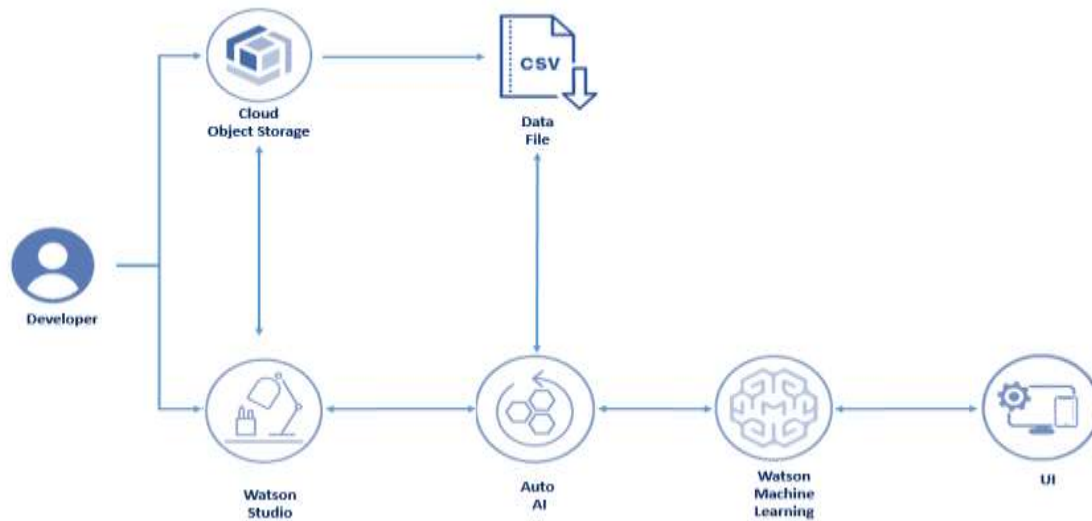 CSV
Cloud
Object Storage
Data
File
Developer
Watson
Studio
Auto
AI
Watson
Machine
Learning
UI